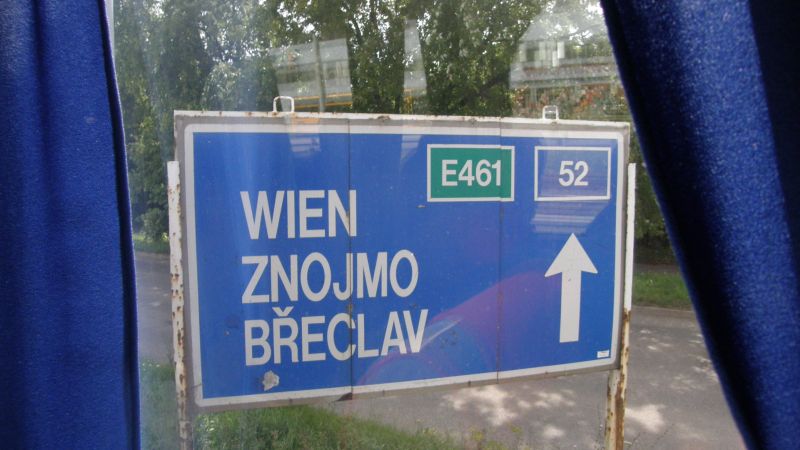 E461 52
WIEN
ZNOJMO
BŘECLAV